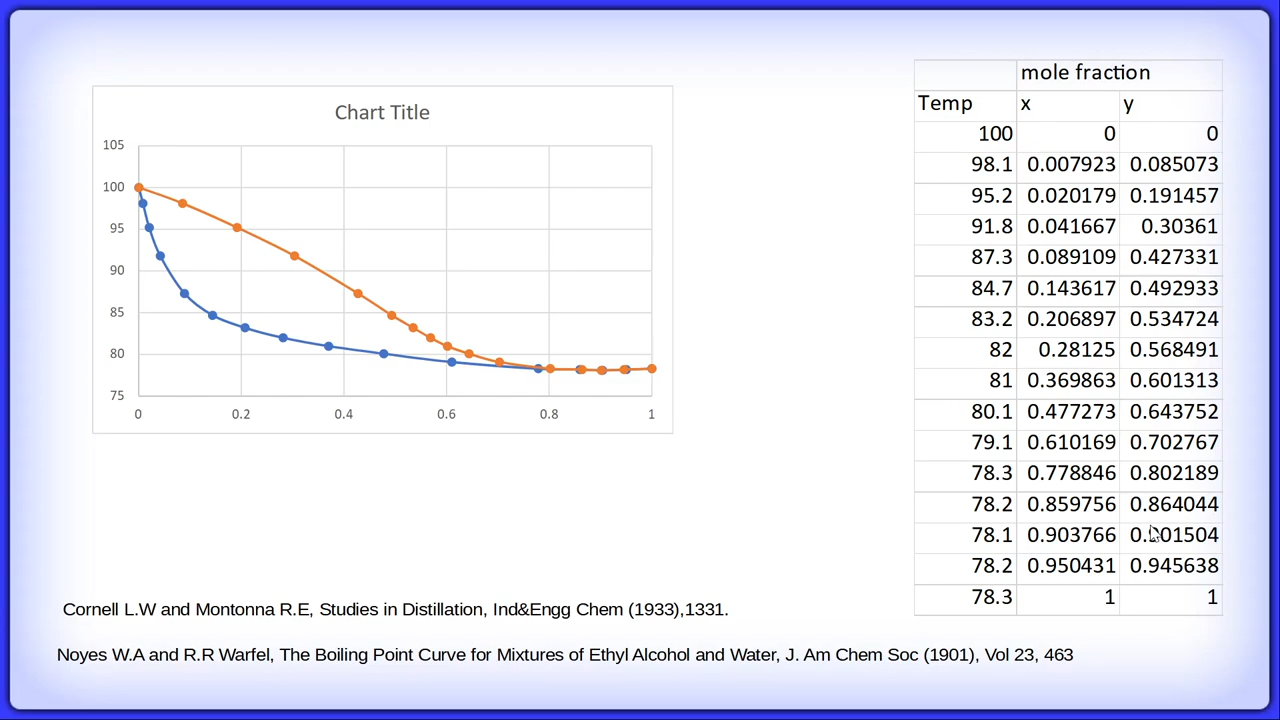 Chart Title
105
100
95
90
85
80
75
0 0.2 0.4 0.6 0.8 1
mole fraction
Temp x y
100 0 0
98.1 0.007923 0.085073
95.2 0.020179 0.191457
91.8 0.041667 0.30361
87.3 0.089109 0.427331
84.7 0.143617 0.492933
83.2 0.206897 0.534724
82 0.28125 0.568491
81 0.369863 0.601313
80.1 0.477273 0.643752
79.1 0.610169 0.702767
78.3 0.778846 0.802189
78.2 0.859756 0.864044
78.1 0.903766 0.901504
78.2 0.950431 0.945638
78.3 1 1
Cornell L.W and Montonna R.E, Studies in Distillation, Ind&Engg Chem (1933),1331.
Noyes W.A and R.R Warfel, The Boiling Point Curve for Mixtures of Ethyl Alcohol and Water, J. Am Chem Soc (1901), Vol 23, 463